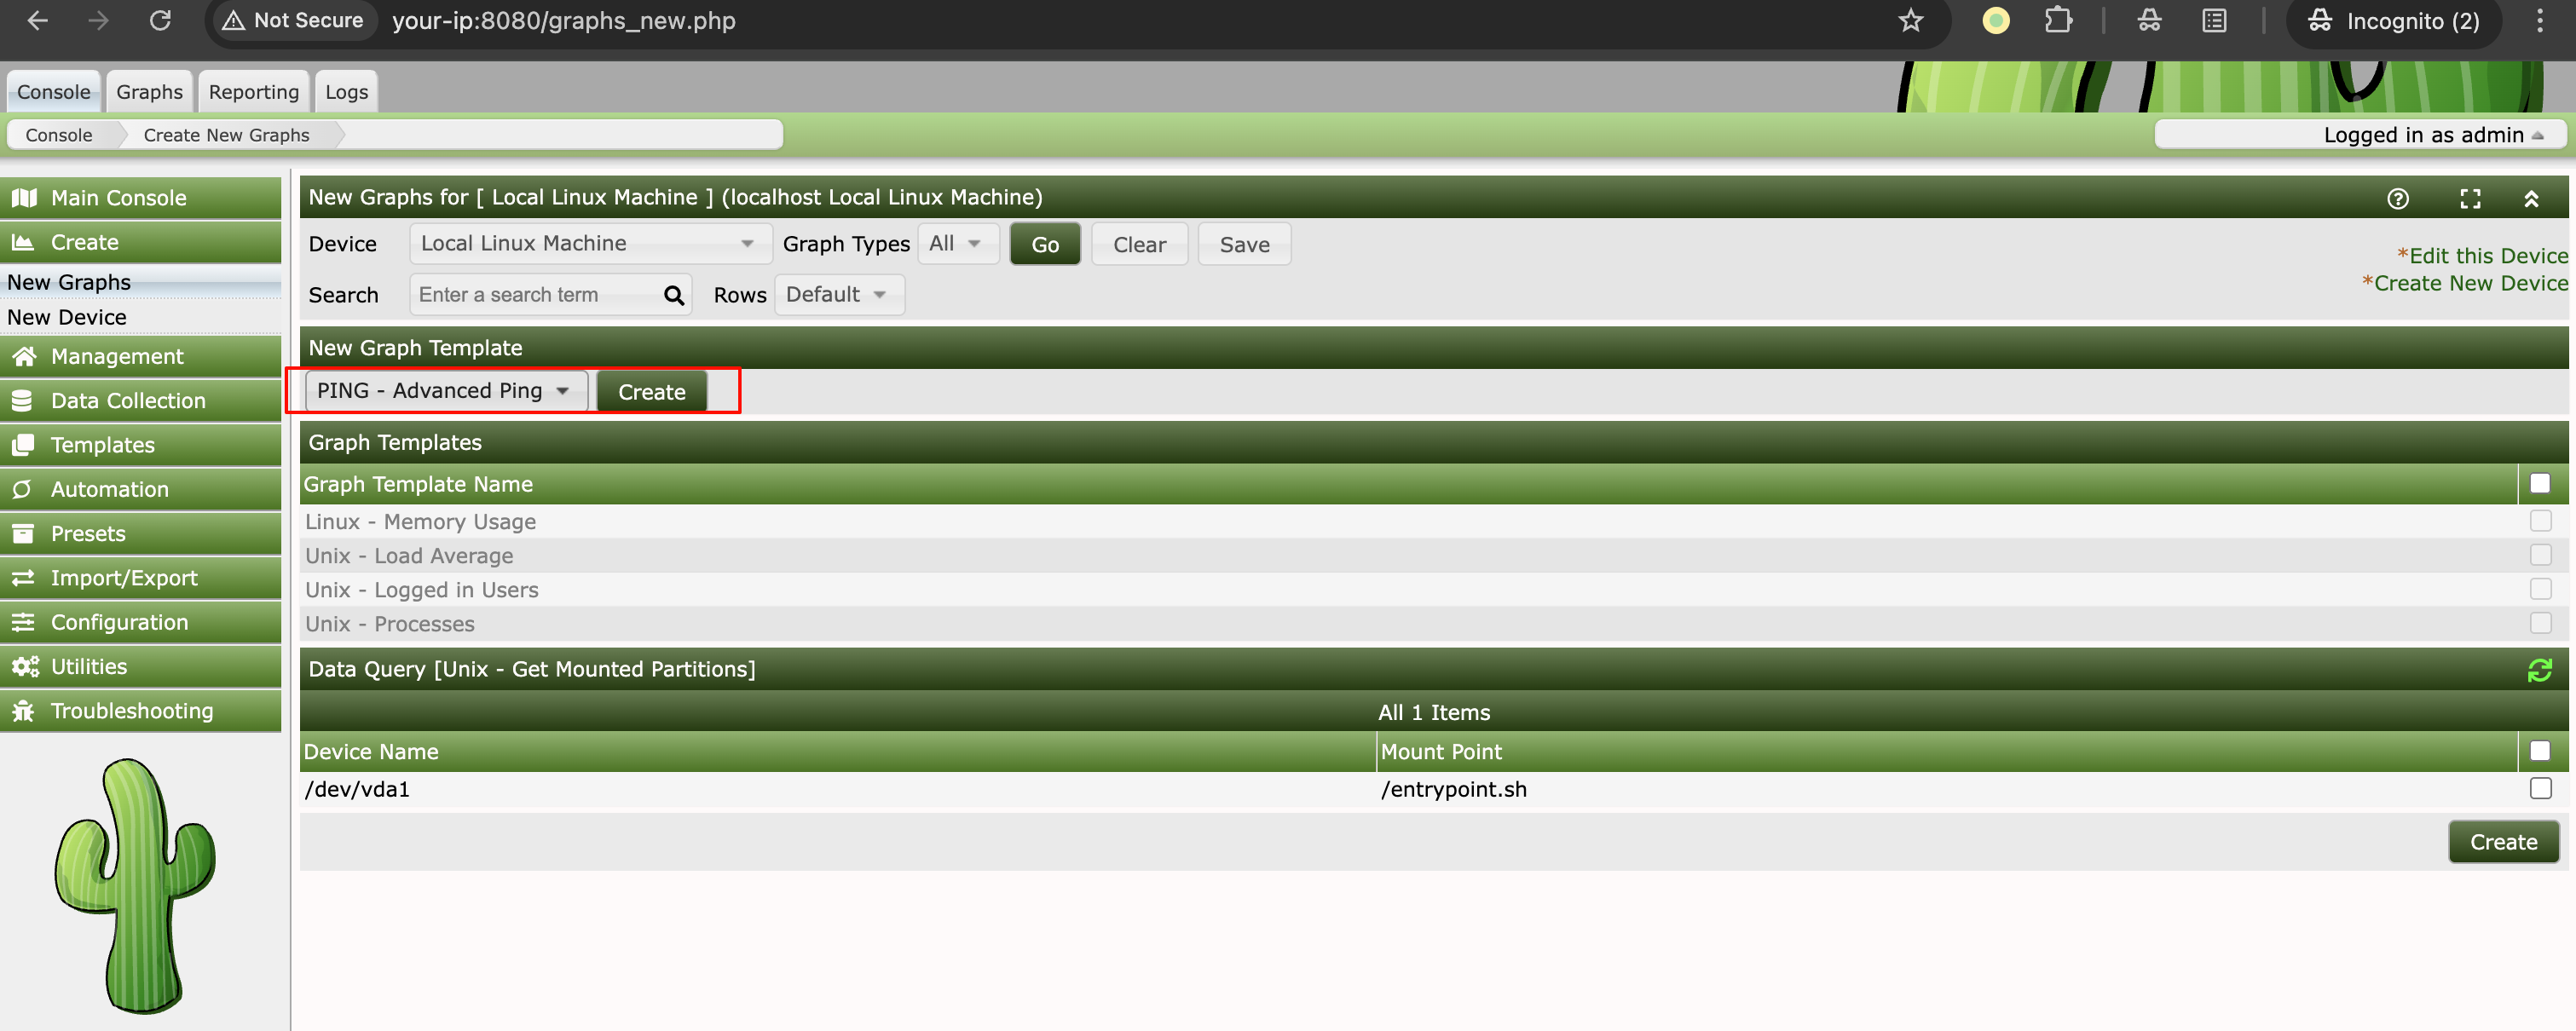 Not Secure your-ip:8080/graphs_new.php Incognito (2)
Console Graphs Reporting Logs
Console Create New Graphs Logged in as admin
Main Console
Create
New Graphs
New Device
Management
Data Collection
Templates
Automation
Presets
Import/Export
Configuration
Utilities
Troubleshooting
New Graphs for [ Local Linux Machine ] (localhost Local Linux Machine)
Device Local Linux Machine Graph Types All Go Clear Save
*Edit this Device
*Create New Device
Search Enter a search term Rows Default
New Graph Template
PING - Advanced Ping Create
Graph Templates
Graph Template Name
Linux - Memory Usage
Unix - Load Average
Unix - Logged in Users
Unix - Processes
Data Query [Unix - Get Mounted Partitions]
All 1 Items
Device Name Mount Point
/dev/vda1 /entrypoint.sh
Create